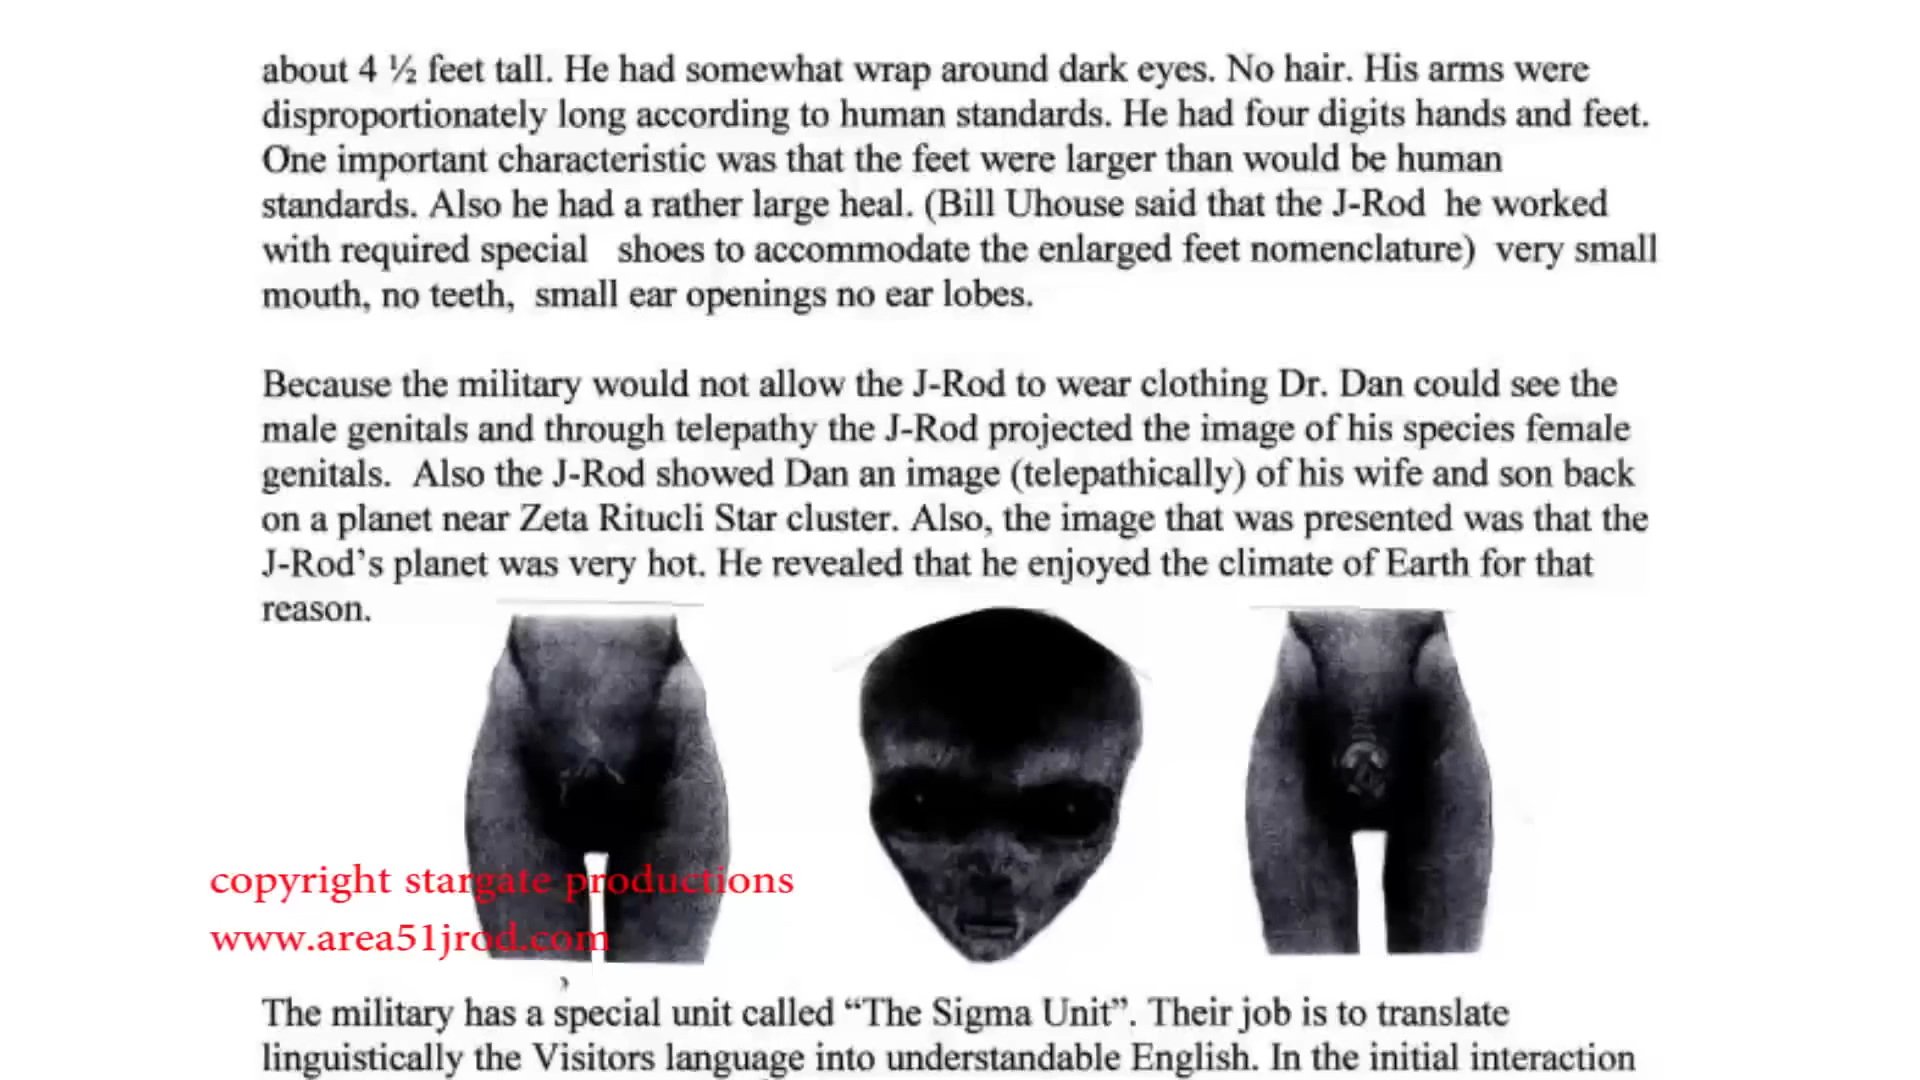 about 4 ½ feet tall. He had somewhat wrap around dark eyes. No hair. His arms were
disproportionately long according to human standards. He had four digits hands and feet.
One important characteristic was that the feet were larger than would be human
standards. Also he had a rather large heal. (Bill Uhouse said that the J-Rod he worked
with required special shoes to accommodate the enlarged feet nomenclature) very small
mouth, no teeth, small ear openings no ear lobes.
Because the military would not allow the J-Rod to wear clothing Dr. Dan could see the
male genitals and through telepathy the J-Rod projected the image of his species female
genitals. Also the J-Rod showed Dan an image (telepathically) of his wife and son back
on a planet near Zeta Ritucli Star cluster. Also, the image that was presented was that the
J-Rod’s planet was very hot. He revealed that he enjoyed the climate of Earth for that
reason.
copyright stargate productions
www.area51jrod.com
The military has a special unit called “The Sigma Unit”. Their job is to translate
linguistically the Visitors language into understandable English. In the initial interaction